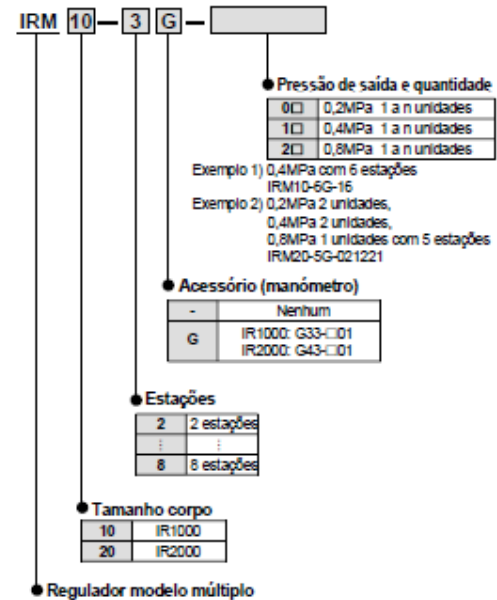 IRM 10 — 3 G —
Pressão de saída e quantidade
0□ 0,2MPa 1 a n unidades
1□ 0,4MPa 1 a n unidades
2□ 0,8MPa 1 a n unidades
Exemplo 1) 0,4MPa com 6 estações
IRM10-6G-16
Exemplo 2) 0,2MPa 2 unidades,
0,4MPa 2 unidades,
0,8MPa 1 unidades com 5 estações
IRM20-5G-021221
Acessório (manómetro)
- Nenhum
G IR1000: G33-□01
IR2000: G43-□01
Estações
2 2 estações
⋮ ⋮
8 8 estações
Tamanho corpo
10 IR1000
20 IR2000
Regulador modelo múltiplo